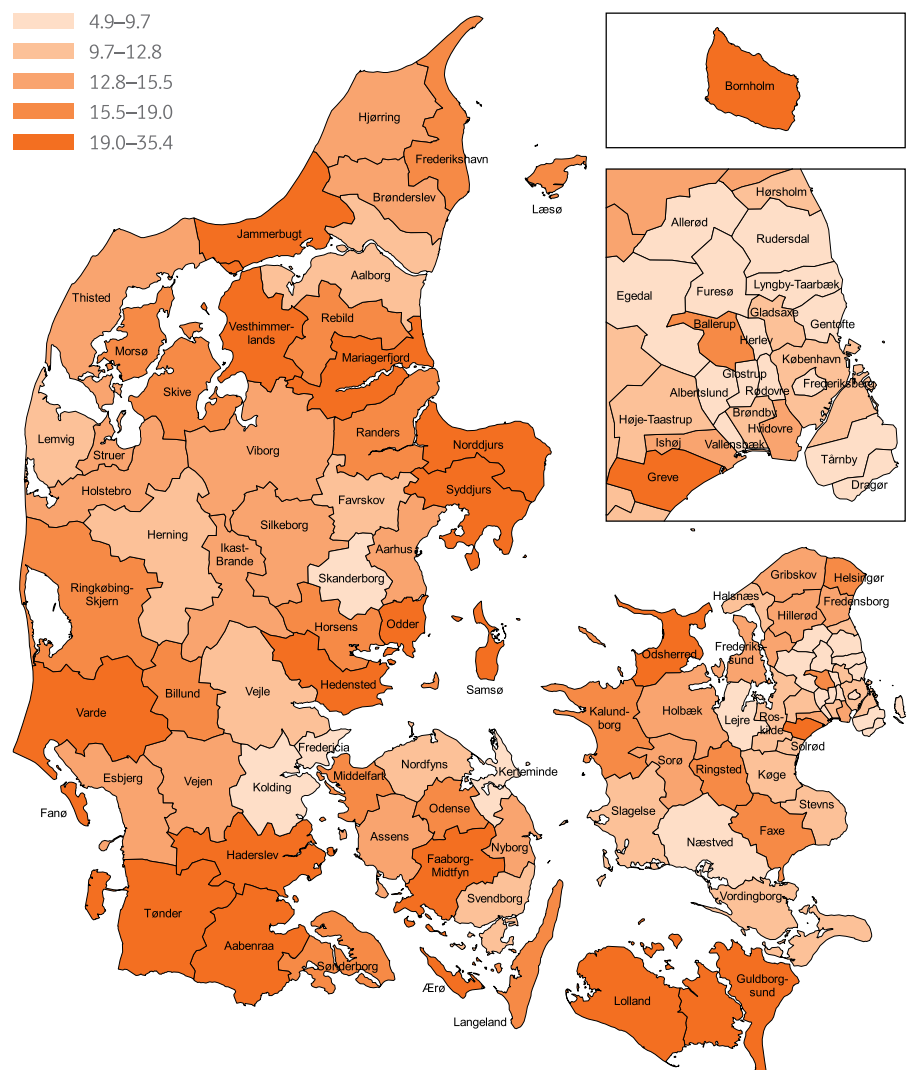 4.9–9.7
9.7–12.8
12.8–15.5
15.5–19.0
19.0–35.4
Bornholm
Hjørring
Frederikshavn
Brønderslev
Læsø
Jammerbugt
Aalborg
Thisted
Vesthimmer-
lands
Rebild
Morsø
Mariagerfjord
Skive
Lemvig
Struer
Viborg
Randers
Norddjurs
Holstebro
Syddjurs
Favrskov
Herning
Silkeborg
Ikast-
Brande
Aarhus
Skanderborg
Ringkøbing-
Skjern
Horsens
Odder
Samsø
Hedensted
Billund
Vejle
Varde
Fredericia
Esbjerg
Vejen
Kolding
Fanø
Haderslev
Tønder
Aabenraa
Sønderborg
Middelfart
Nordfyns
Kerteminde
Odense
Assens
Nyborg
Faaborg-
Midtfyn
Svendborg
Ærø
Langeland
Hørsholm
Allerød
Rudersdal
Egedal
Furesø
Lyngby-Taarbæk
Gladsaxe
Ballerup
Gentofte
Herlev
København
Glostrup
Frederiksberg
Albertslund
Rødovre
Høje-Taastrup
Brøndby
Hvidovre
Ishøj
Vallensbæk
Greve
Tårnby
Dragør
Gribskov
Helsingør
Halsnæs
Fredensborg
Hillerød
Frederiks-
sund
Odsherred
Kalund-
borg
Holbæk
Lejre
Ros-
kilde
Solrød
Sorø
Ringsted
Køge
Slagelse
Stevns
Næstved
Faxe
Vordingborg
Guldborg-
sund
Lolland